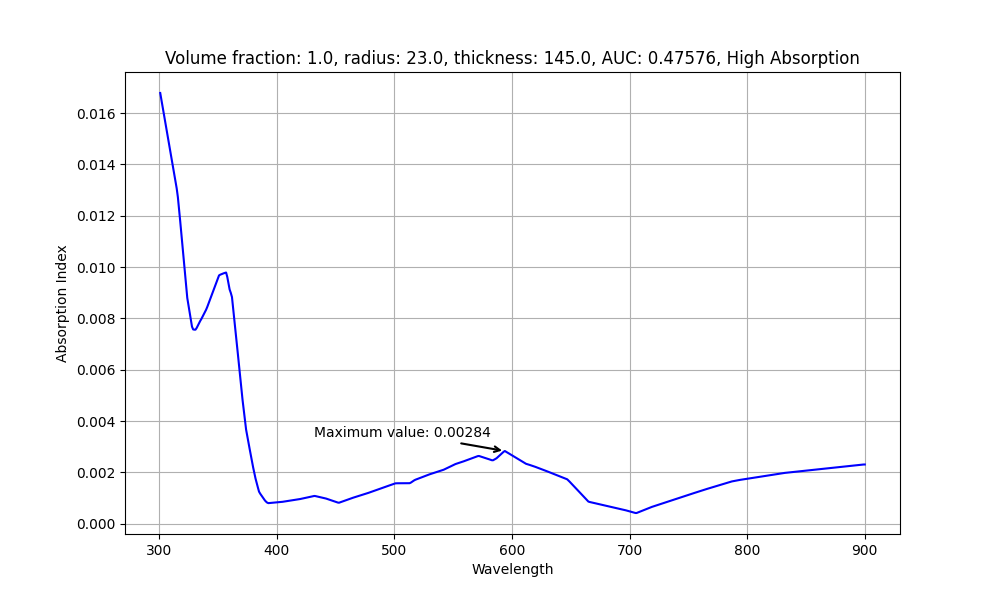 Volume fraction: 1.0, radius: 23.0, thickness: 145.0, AUC: 0.47576, High Absorption
0.016
0.014
0.012
0.010
0.008
0.006
0.004
0.002
0.000
Absorption Index
Maximum value: 0.00284
300 400 500 600 700 800 900
Wavelength